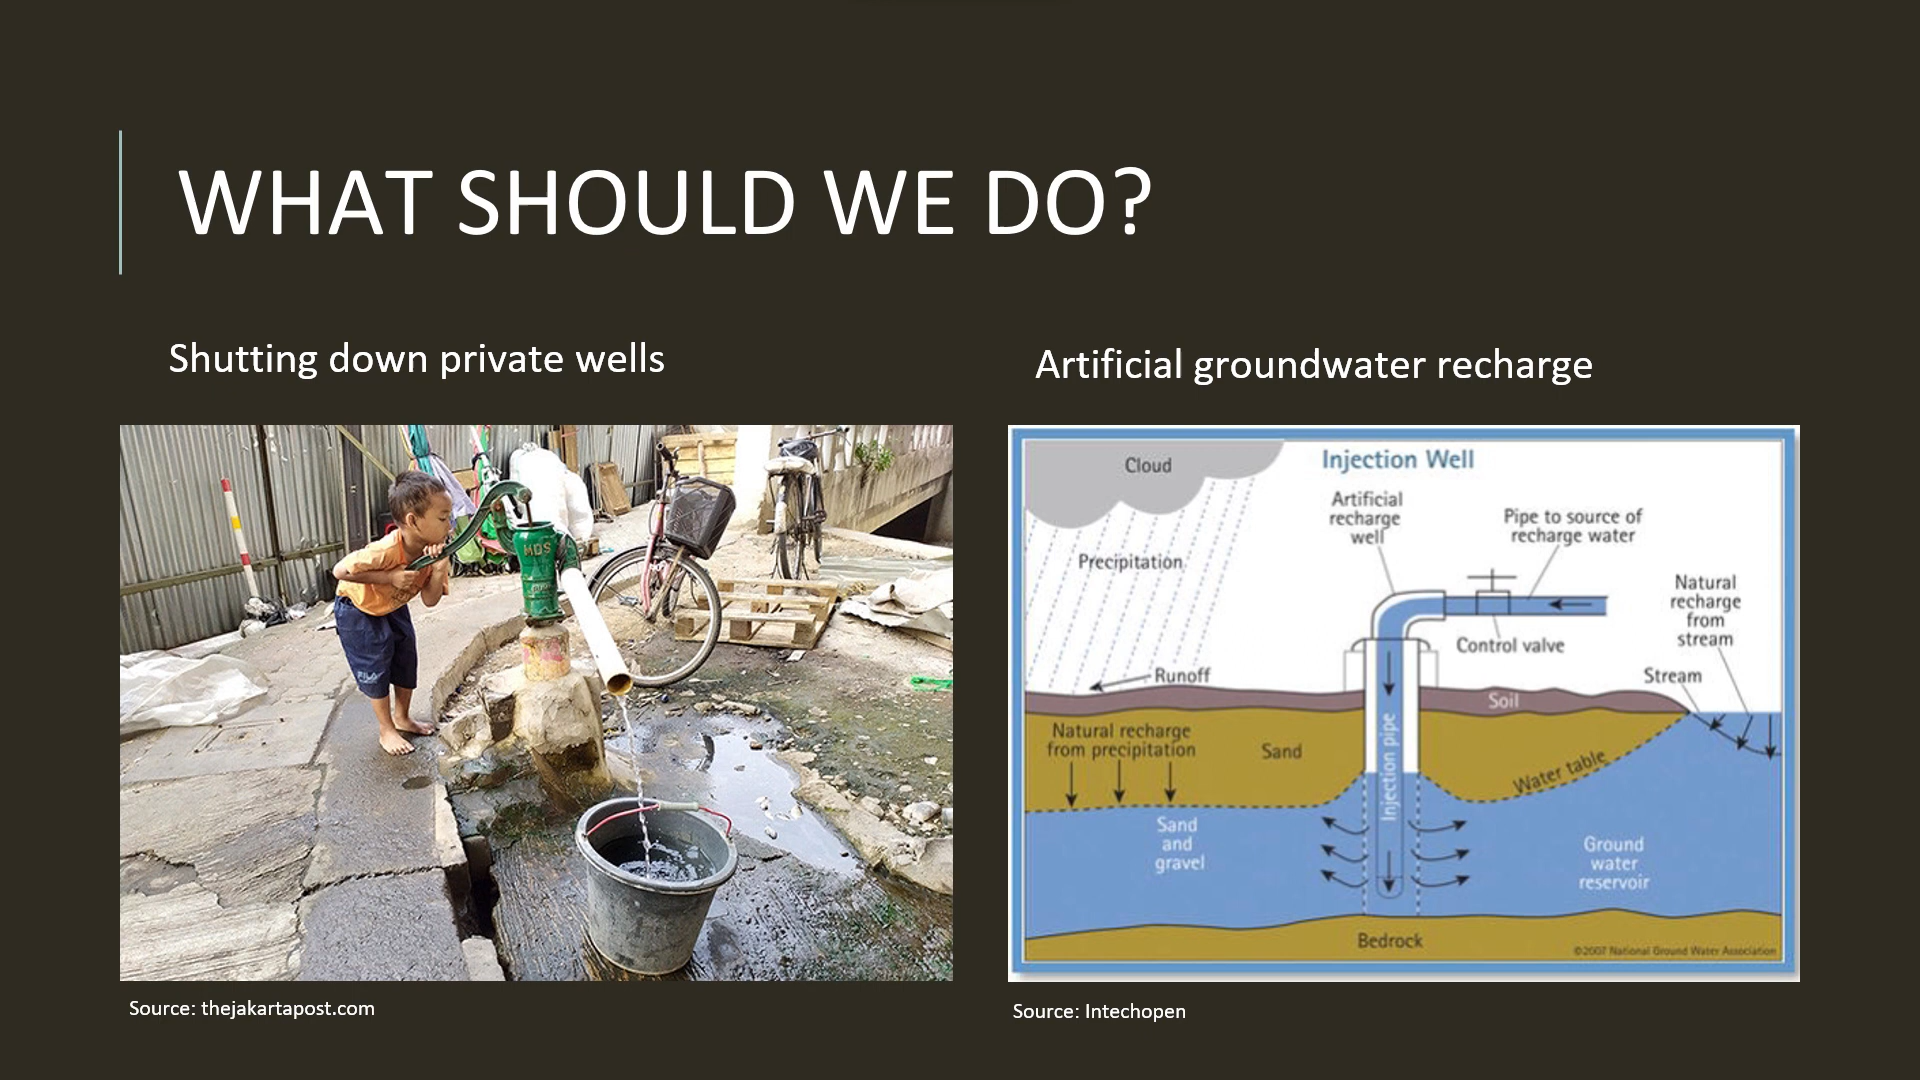 WHAT SHOULD WE DO?
Shutting down private wells
MOS
FILA
Source: thejakartapost.com
Artificial groundwater recharge
Injection Well
Cloud
Artificial
recharge
well
Pipe to source of
recharge water
Precipitation
Natural
recharge
from
stream
Control valve
Runoff
Stream
Soil
Natural recharge
from precipitation
Sand
Injection pipe
Water table
Sand
and
gravel
Ground
water
reservoir
Bedrock
©2007 National Ground Water Association
Source: Intechopen